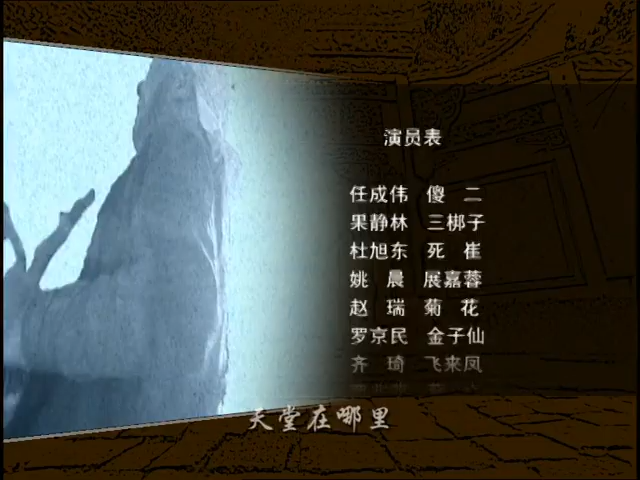 演员表
任成伟 傻 二
果静林 三梆子
杜旭东 死 崔
姚 晨 展嘉蓉
赵 瑞 菊 花
罗京民 金子仙
齐 琦 飞来凤
天堂在哪里